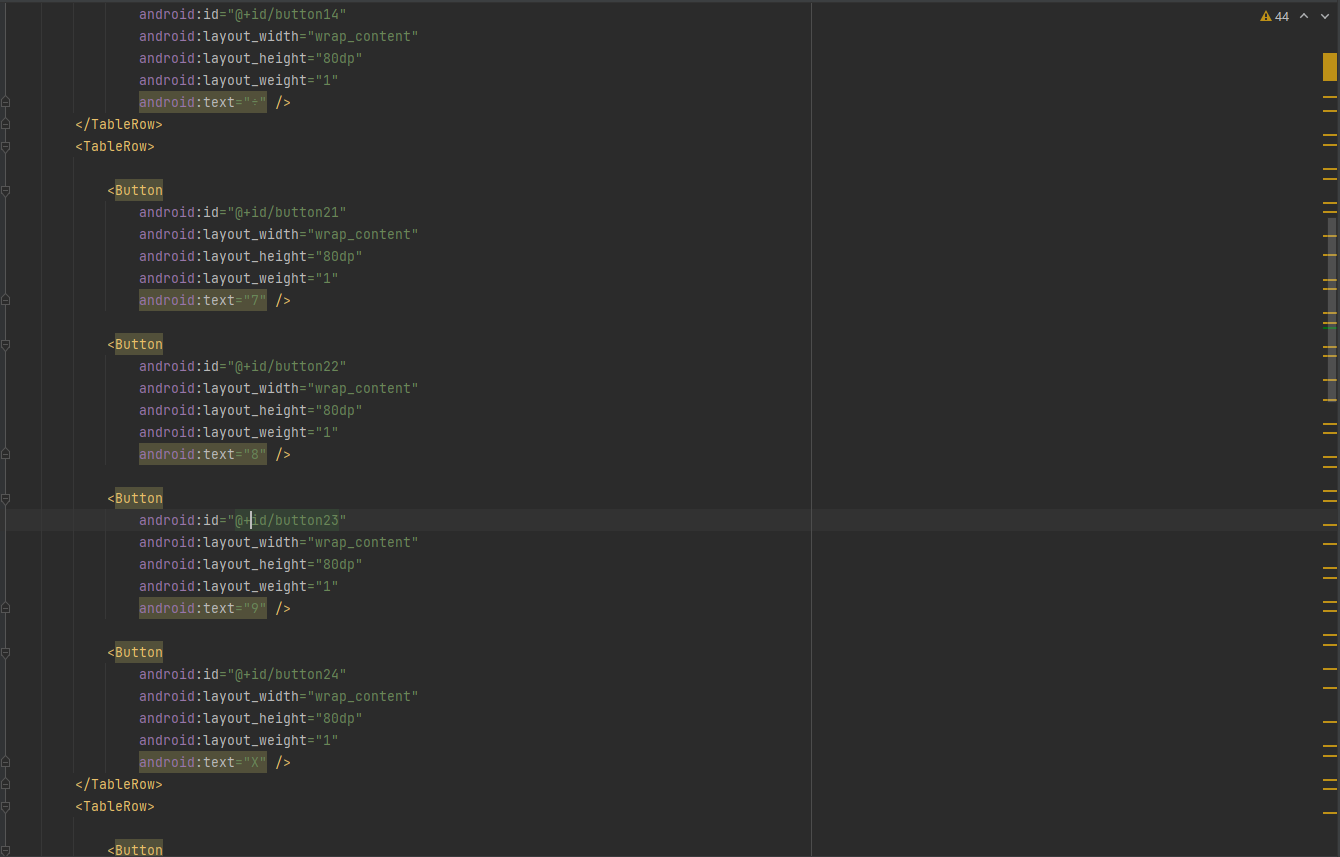 android:id="@+id/button14"
44
android:layout_width="wrap_content"
android:layout_height="80dp"
android:layout_weight="1"
android:text="÷" />
</TableRow>
<TableRow>
<Button
android:id="@+id/button21"
android:layout_width="wrap_content"
android:layout_height="80dp"
android:layout_weight="1"
android:text="7" />
<Button
android:id="@+id/button22"
android:layout_width="wrap_content"
android:layout_height="80dp"
android:layout_weight="1"
android:text="8" />
<Button
android:id="@+id/button23"
android:layout_width="wrap_content"
android:layout_height="80dp"
android:layout_weight="1"
android:text="9" />
<Button
android:id="@+id/button24"
android:layout_width="wrap_content"
android:layout_height="80dp"
android:layout_weight="1"
android:text="X" />
</TableRow>
<TableRow>
<Button